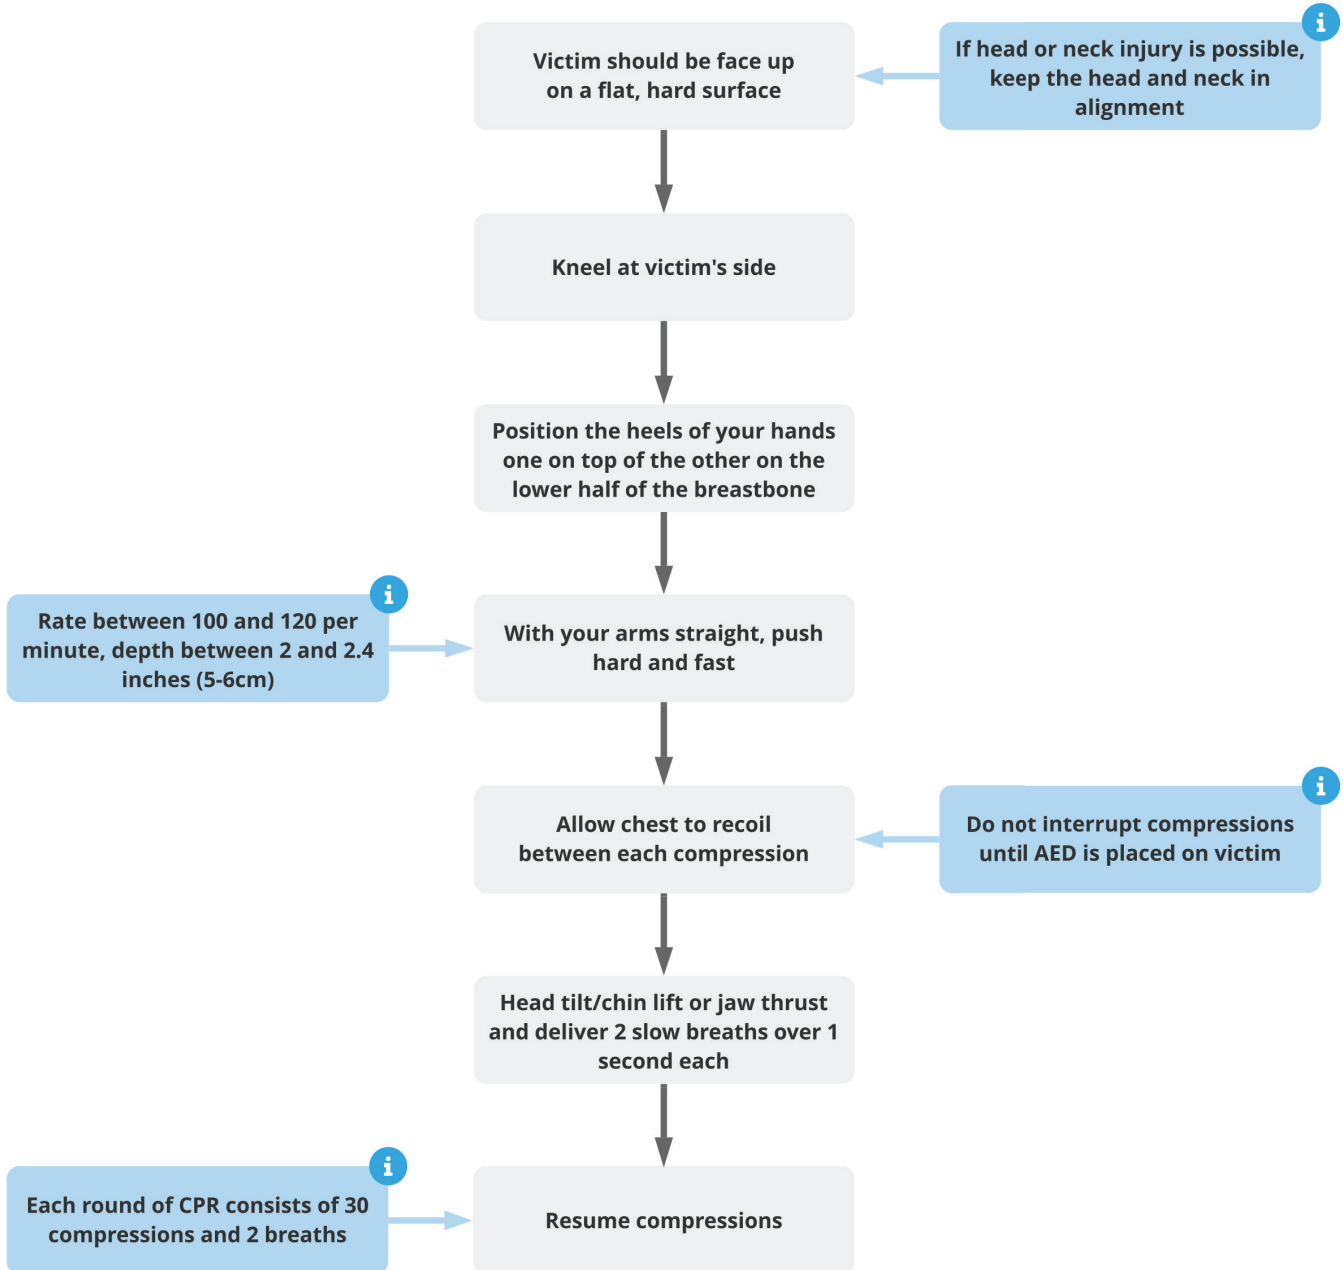 Victim should be face up
on a flat, hard surface
If head or neck injury is possible,
keep the head and neck in
alignment
Kneel at victim's side
Position the heels of your hands
one on top of the other on the
lower half of the breastbone
Rate between 100 and 120 per
minute, depth between 2 and 2.4
inches (5-6cm)
With your arms straight, push
hard and fast
Allow chest to recoil
between each compression
Do not interrupt compressions
until AED is placed on victim
Head tilt/chin lift or jaw thrust
and deliver 2 slow breaths over 1
second each
Each round of CPR consists of 30
compressions and 2 breaths
Resume compressions